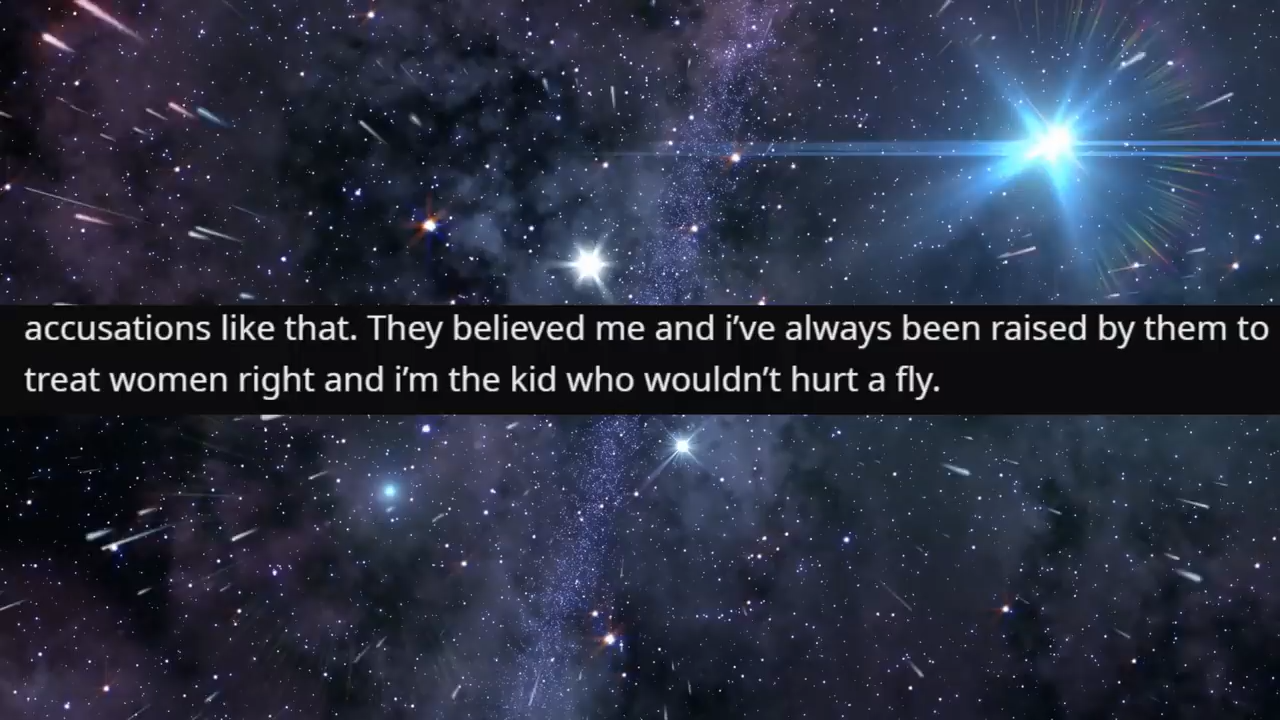 accusations like that. They believed me and i’ve always been raised by them to
treat women right and i’m the kid who wouldn’t hurt a fly.